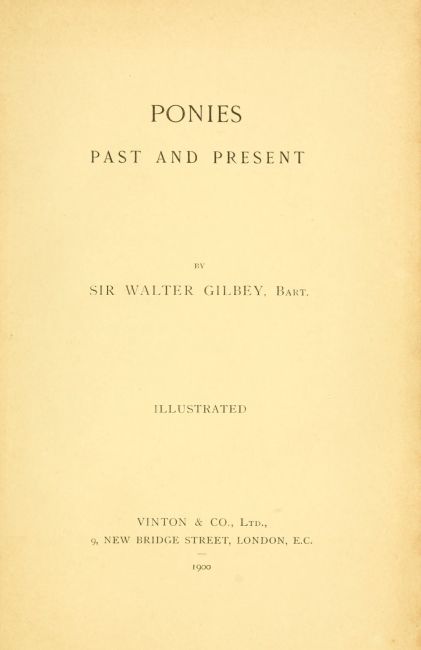 PONIES
PAST AND PRESENT
BY
SIR WALTER GILBEY, BART.
ILLUSTRATED
VINTON & CO., LTD.,
9, NEW BRIDGE STREET, LONDON, E.C.
1900